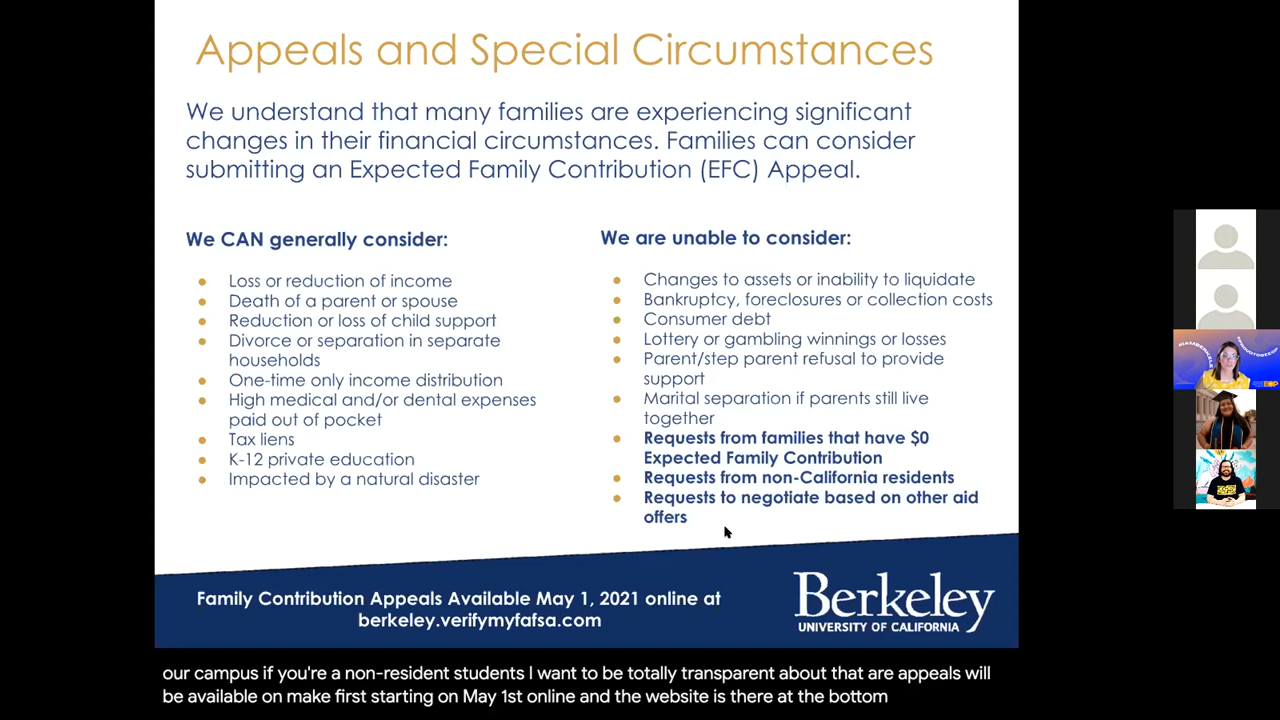 Appeals and Special Circumstances
We understand that many families are experiencing significant
changes in their financial circumstances. Families can consider
submitting an Expected Family Contribution (EFC) Appeal.
We CAN generally consider:
Loss or reduction of income
Death of a parent or spouse
Reduction or loss of child support
Divorce or separation in separate
households
One-time only income distribution
High medical and/or dental expenses
paid out of pocket
Tax liens
K-12 private education
Impacted by a natural disaster
We are unable to consider:
Changes to assets or inability to liquidate
Bankruptcy, foreclosures or collection costs
Consumer debt
Lottery or gambling winnings or losses
Parent/step parent refusal to provide
support
Marital separation if parents still live
together
Requests from families that have $0
Expected Family Contribution
Requests from non-California residents
Requests to negotiate based on other aid
offers
Family Contribution Appeals Available May 1, 2021 online at
berkeley.verifymyfafsa.com
Berkeley
UNIVERSITY OF CALIFORNIA
our campus if you're a non-resident students I want to be totally transparent about that are appeals will
be available on make first starting on May 1st online and the website is there at the bottom